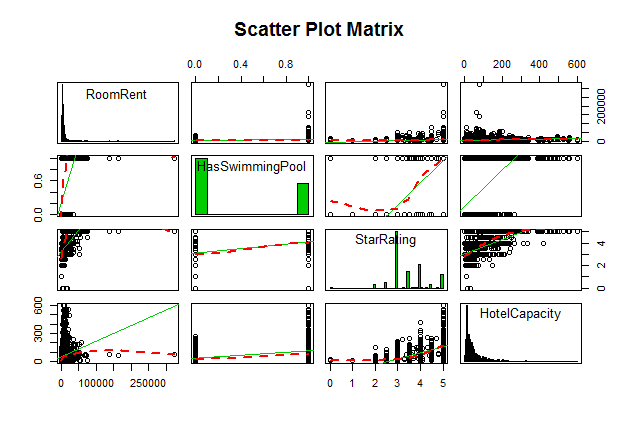 Scatter Plot Matrix
0.0 0.4 0.8
0 200 400 600
RoomRent
0 200000
HasSwimmingPool
0.0 0.6
StarRating
0 2 4
HotelCapacity
0 300 600
0 100000 250000
0 1 2 3 4 5